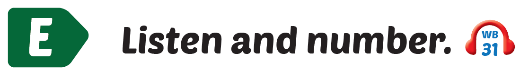 E Listen and number. WB 31